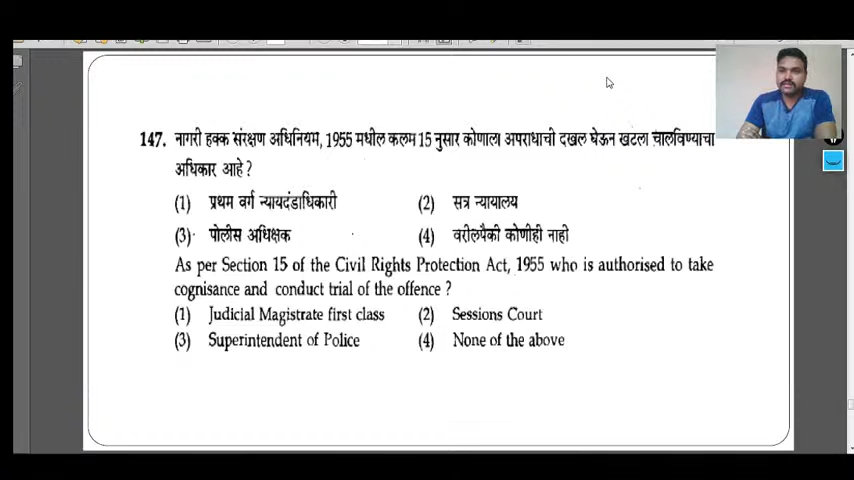 147. नागरी हक्क संरक्षण अधिनियम, 1955 मधील कलम 15 नुसार कोणाला अपराधाची दखल घेऊन खटला चालविण्याचा
अधिकार आहे ?
(1) प्रथम वर्ग न्यायदंडाधिकारी (2) सत्र न्यायालय
(3) पोलीस अधिक्षक (4) वरीलपैकी कोणीही नाही
As per Section 15 of the Civil Rights Protection Act, 1955 who is authorised to take
cognisance and conduct trial of the offence ?
(1) Judicial Magistrate first class (2) Sessions Court
(3) Superintendent of Police (4) None of the above